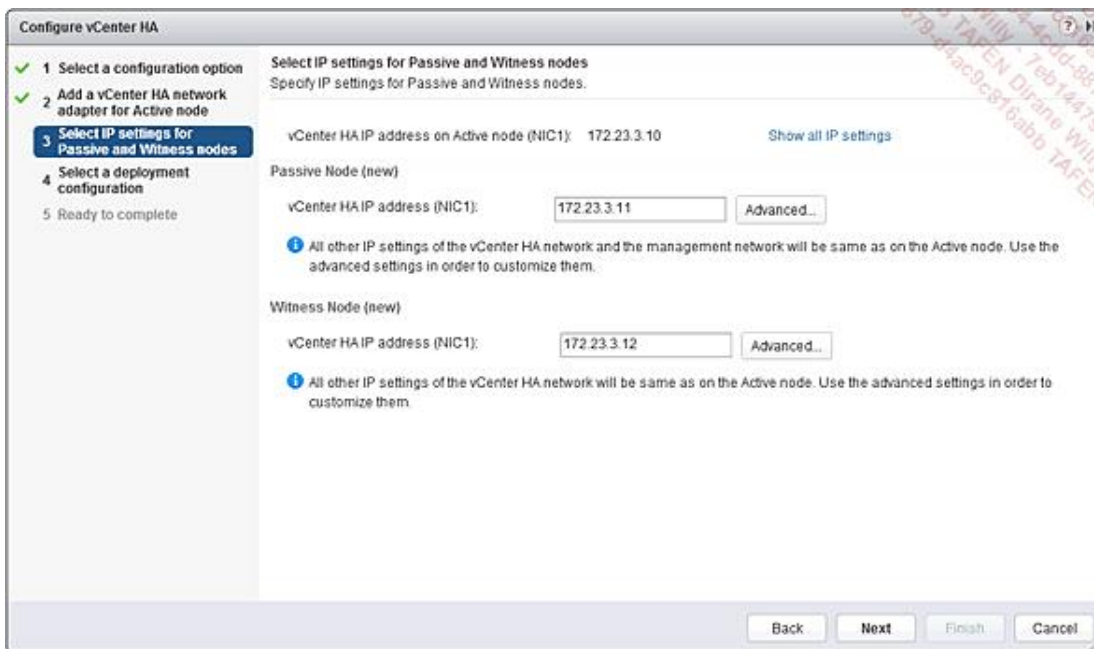 Configure vCenter HA
1 Select a configuration option
2 Add a vCenter HA network
adapter for Active node
3 Select IP settings for
Passive and Witness nodes
4 Select a deployment
configuration
5 Ready to complete
Select IP settings for Passive and Witness nodes
Specify IP settings for Passive and Witness nodes.
vCenter HA IP address on Active node (NIC1): 172.23.3.10 Show all IP settings
Passive Node (new)
vCenter HA IP address (NIC1): 172.23.3.11 Advanced...
All other IP settings of the vCenter HA network and the management network will be same as on the Active node. Use the
advanced settings in order to customize them.
Witness Node (new)
vCenter HA IP address (NIC1): 172.23.3.12 Advanced...
All other IP settings of the vCenter HA network will be same as on the Active node. Use the advanced settings in order to
customize them.
Back Next Finish Cancel